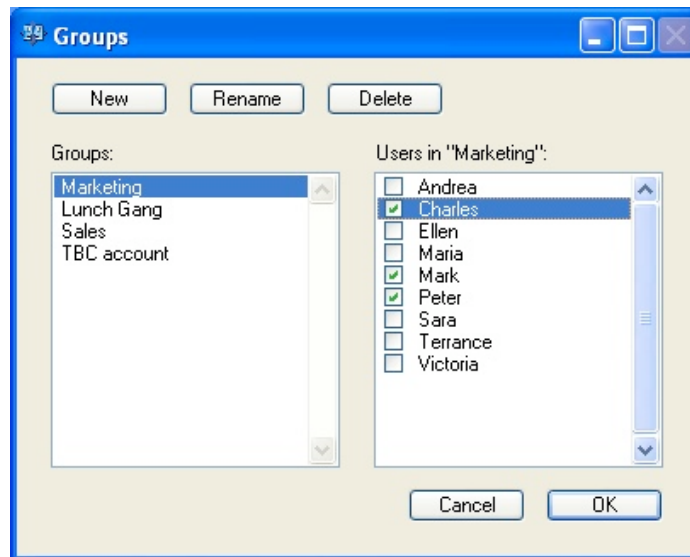 Groups
New Rename Delete
Groups: Users in "Marketing":
Marketing
Lunch Gang
Sales
TBC account
Andrea
Charles
Ellen
Maria
Mark
Peter
Sara
Terrance
Victoria
Cancel OK